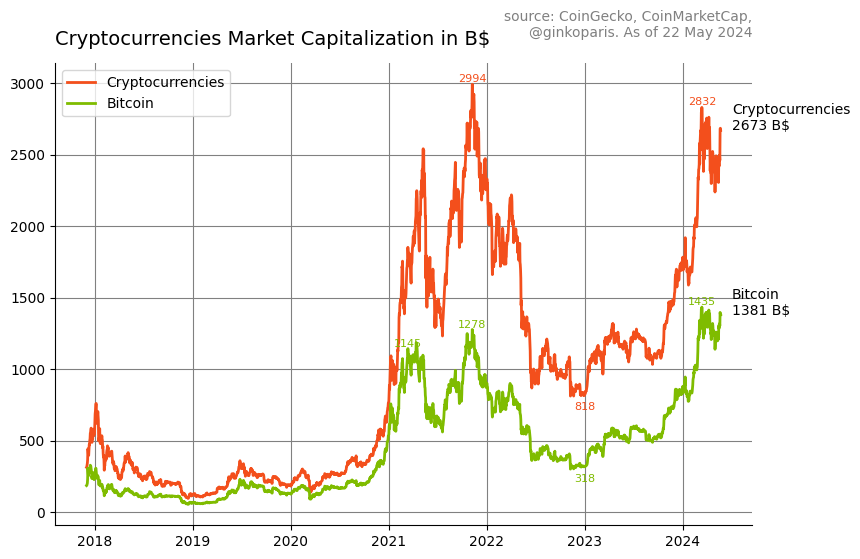 source: CoinGecko, CoinMarketCap,
@ginkoparis. As of 22 May 2024
Cryptocurrencies Market Capitalization in B$
Cryptocurrencies
Bitcoin
3000
2500
2000
1500
1000
500
0
2994
2832
Cryptocurrencies
2673 B$
Bitcoin
1381 B$
1435
1278
1145
818
318
2018
2019
2020
2021
2022
2023
2024